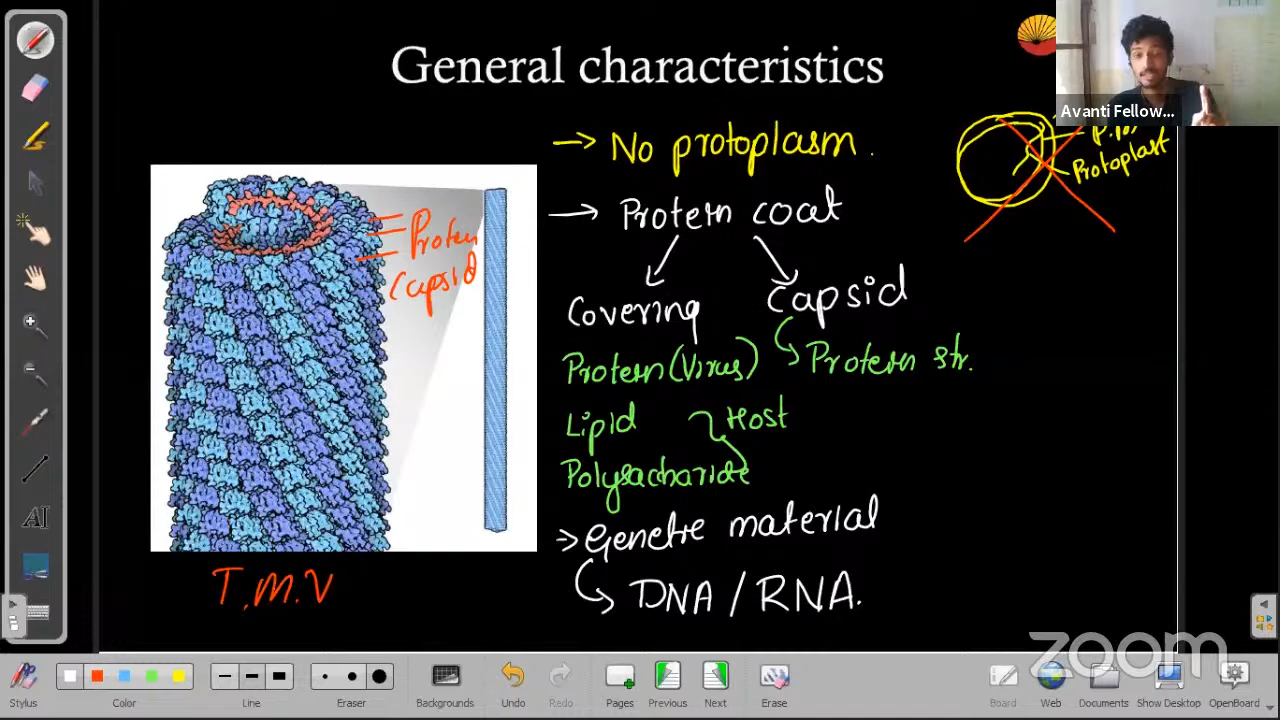 General characteristics
Avanti Fellow...
→ No protoplasm.
Protoplast
→ Protein coat
Protein
Capsid
Covering
Capsid
Protein (Virus)
Protein str.
Lipid
Host
Polysacharide
→ Genetic material
DNA / RNA.
T.M.V
zoom
Stylus
Color
Line
Eraser
Backgrounds
Undo
Redo
Pages
Previous
Next
Erase
Board
Web
Documents
Show Desktop
OpenBoard